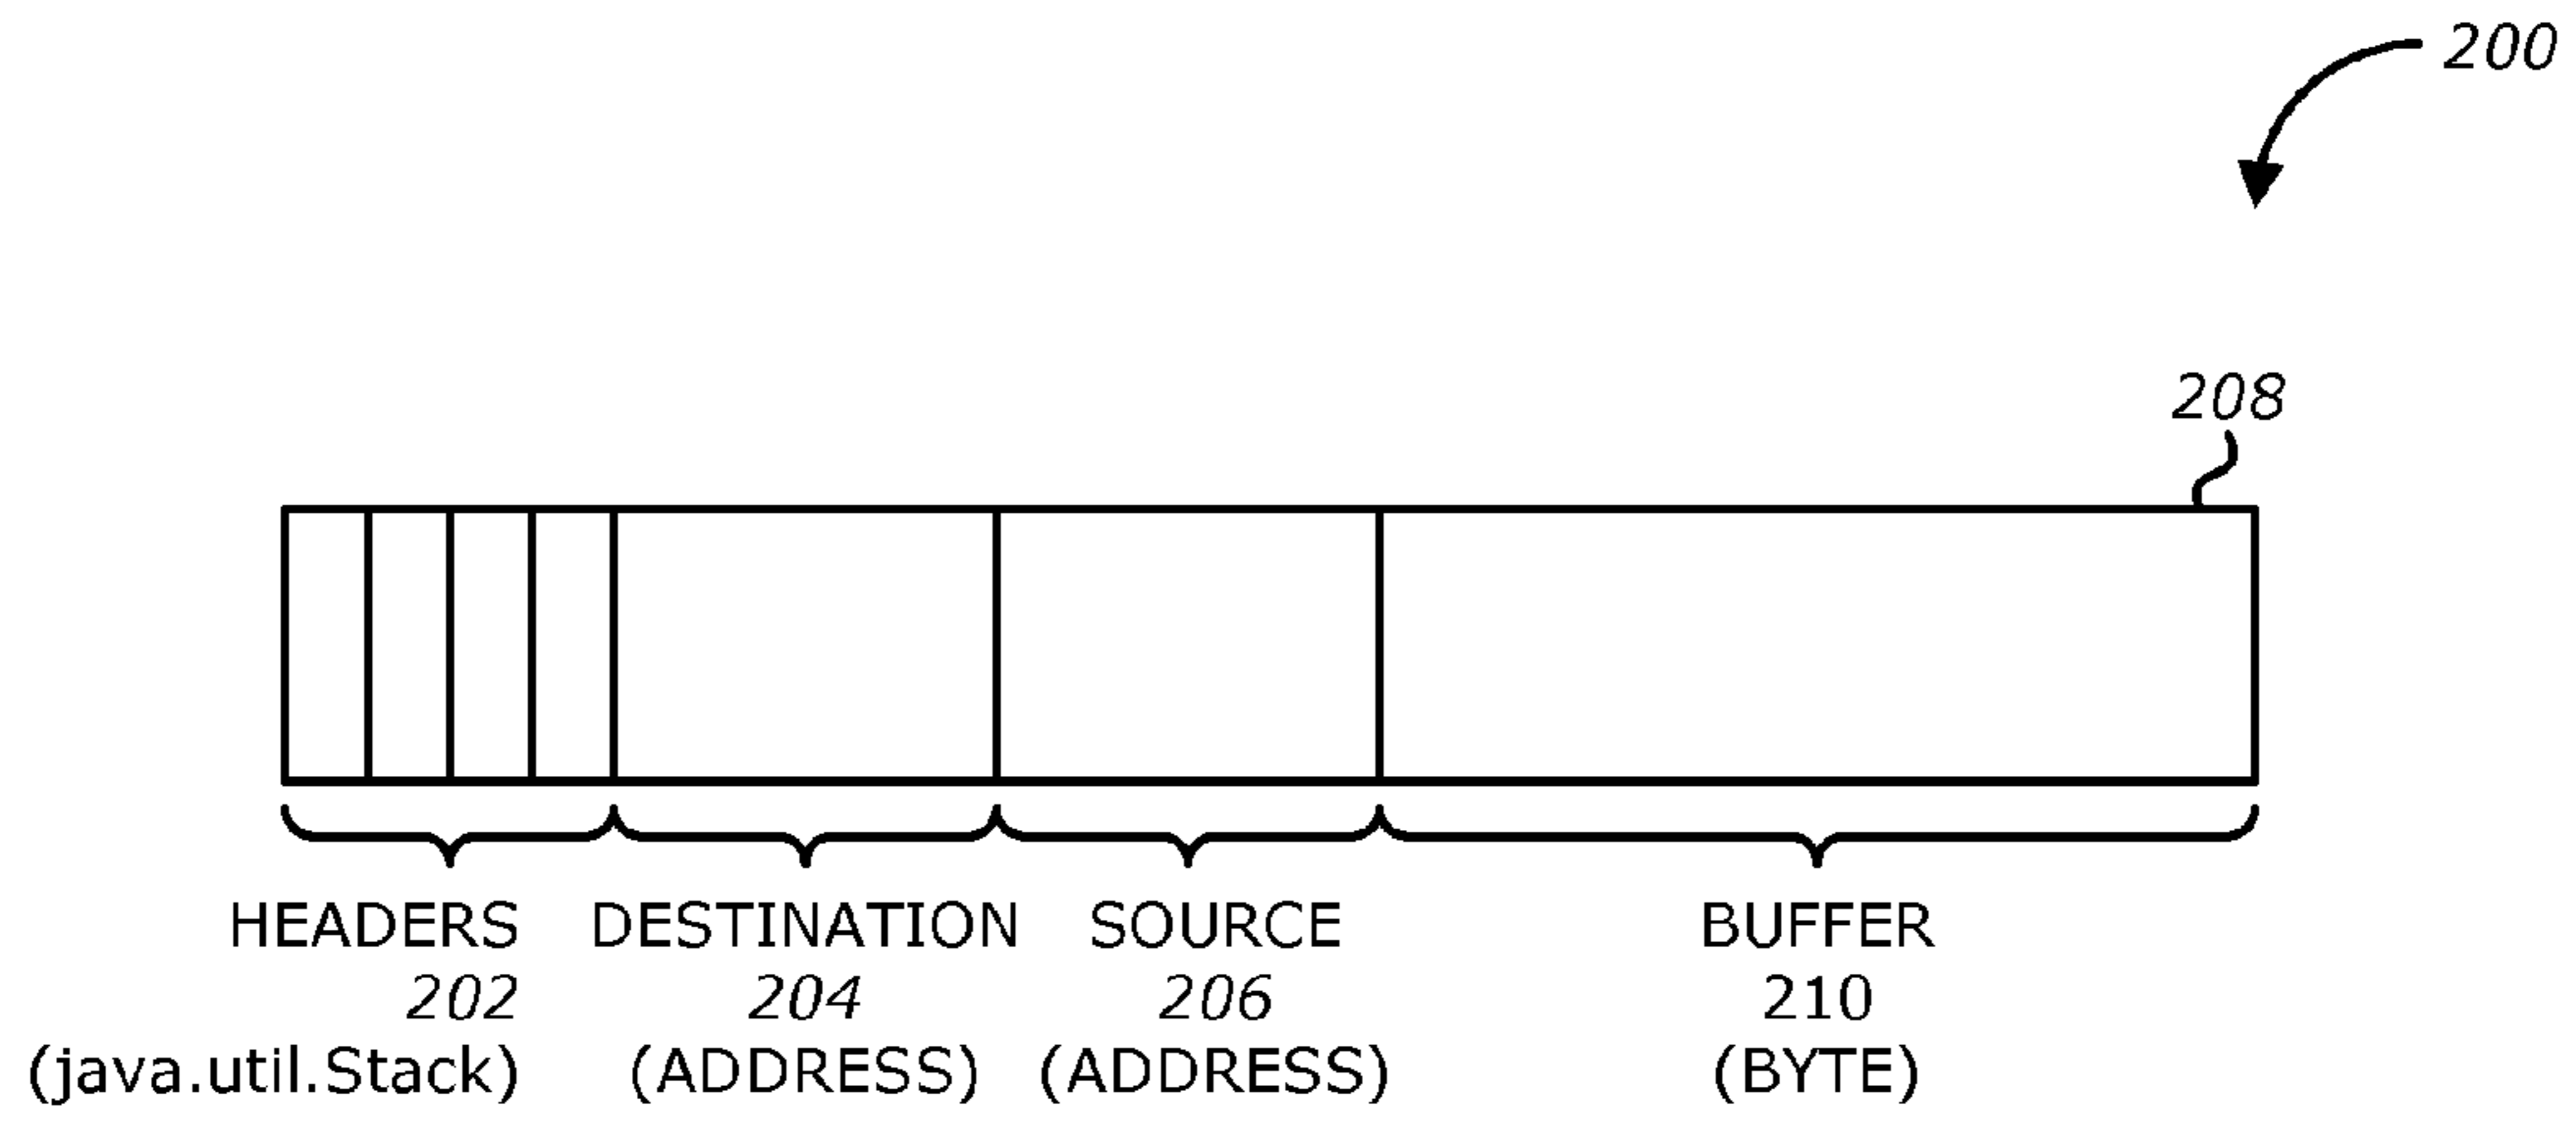 200
208
HEADERS
202
(java.util.Stack)
DESTINATION
204
(ADDRESS)
SOURCE
206
(ADDRESS)
BUFFER
210
(BYTE)